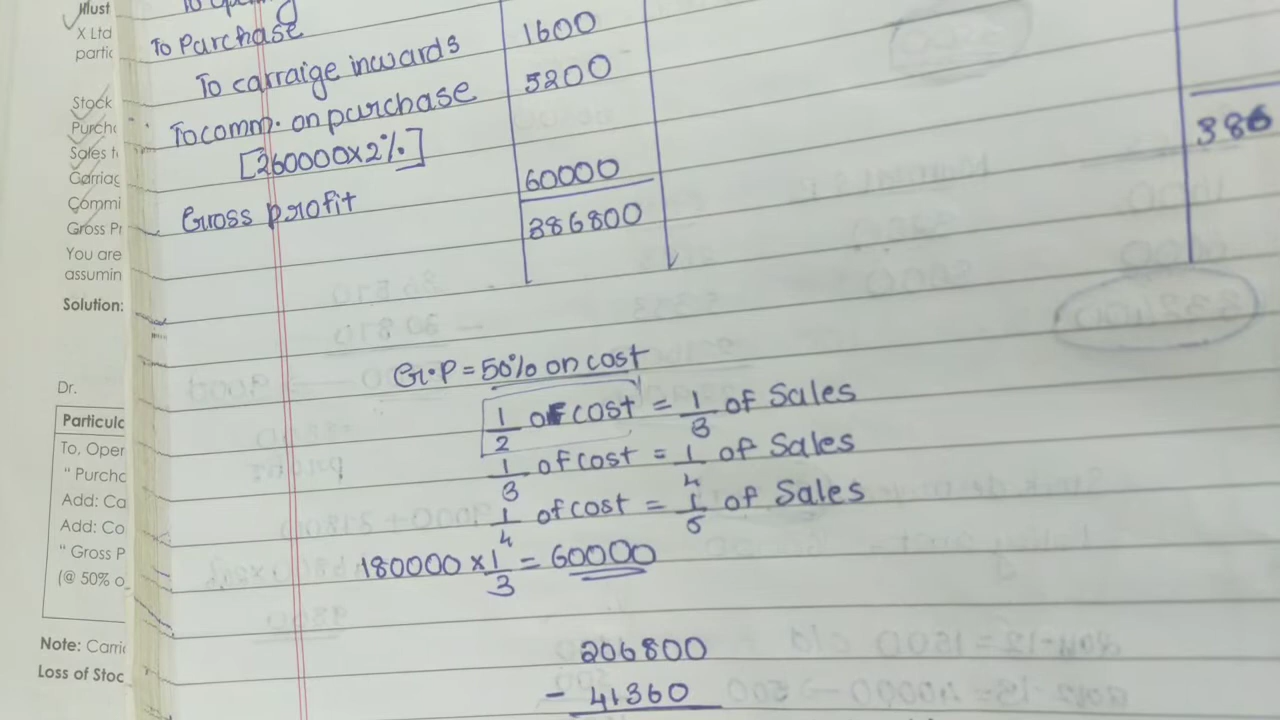 Illust
X Ltd
partic
Stock
Purch
Sales t
Carriag
Commi
Gross Pr
You are
assumin
Solution:
Dr.
Particula
To, Oper
" Purch
Add: Ca
Add: Co
" Gross P
(@ 50% o
Note: Carri
Loss of Stoc
To Purchase
To carraige inwards 1600
To comm. on purchase 5200
[260000x2%]
Gross profit 60000
386800
386
G.P = 50% on cost
1/2 of cost = 1/3 of Sales
1/3 of cost = 1/4 of Sales
1/4 of cost = 1/5 of Sales
180000 x 1/3 = 60000
206800
- 41360